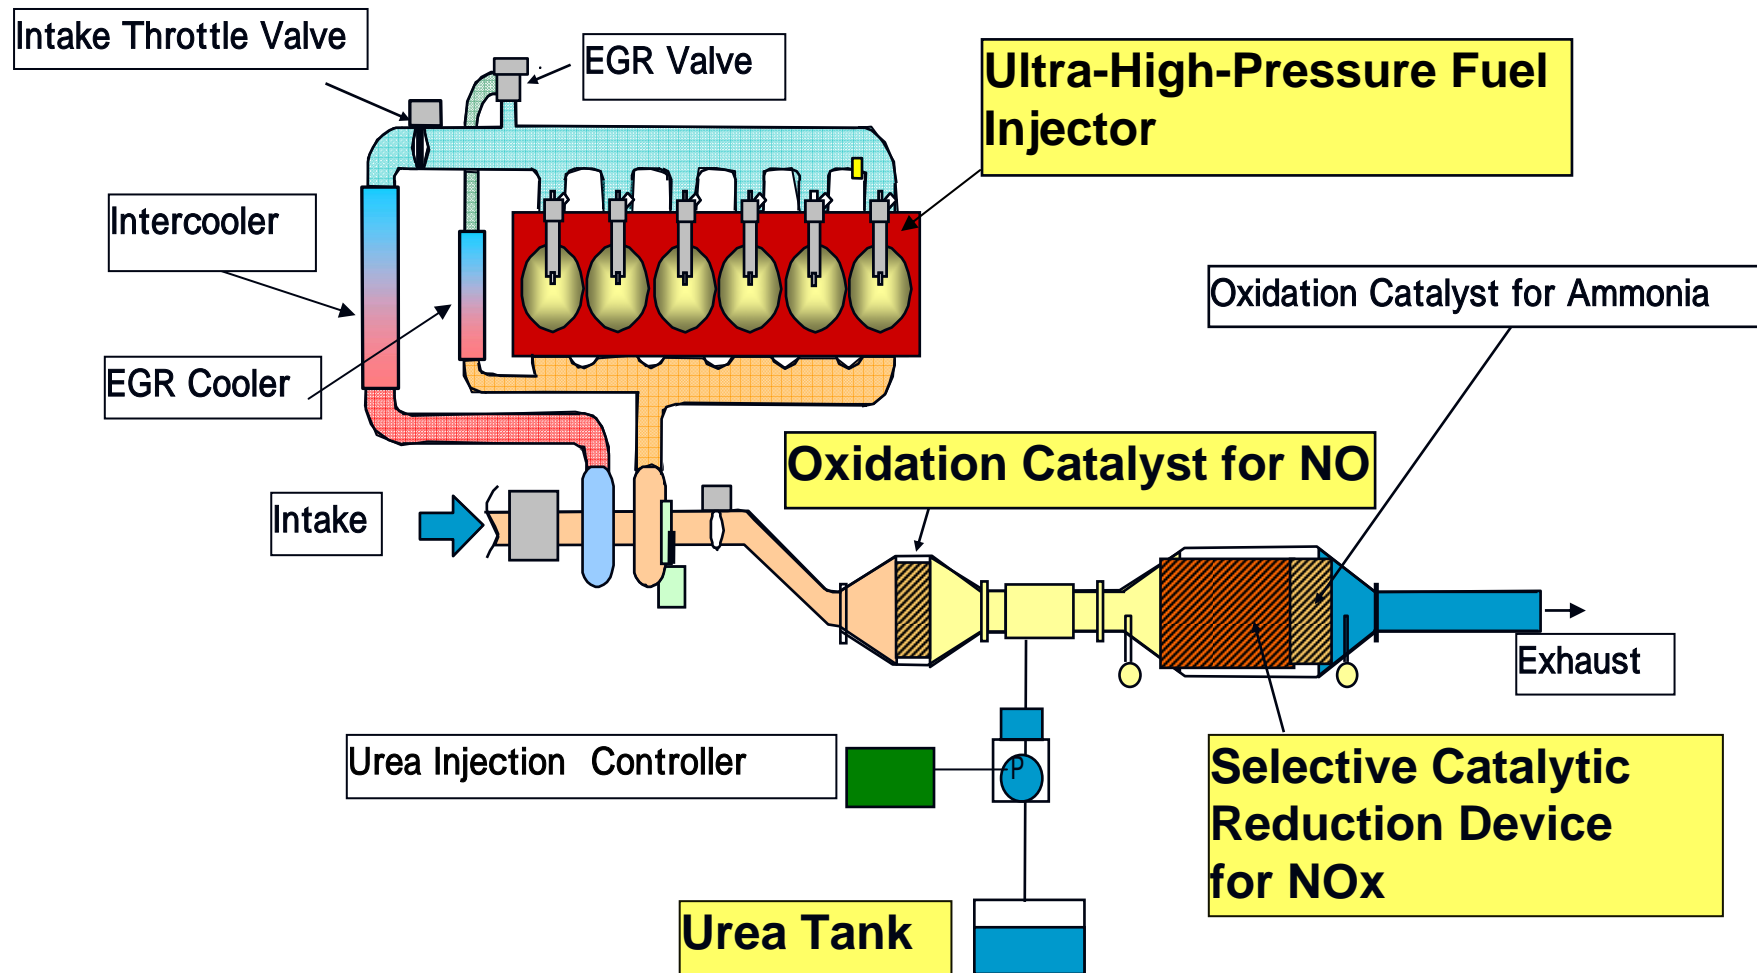 Intake Throttle Valve
EGR Valve
Ultra-High-Pressure Fuel
Injector
Intercooler
Oxidation Catalyst for Ammonia
EGR Cooler
Oxidation Catalyst for NO
Intake
Exhaust
Urea Injection Controller
P
Selective Catalytic
Reduction Device
for NOx
Urea Tank